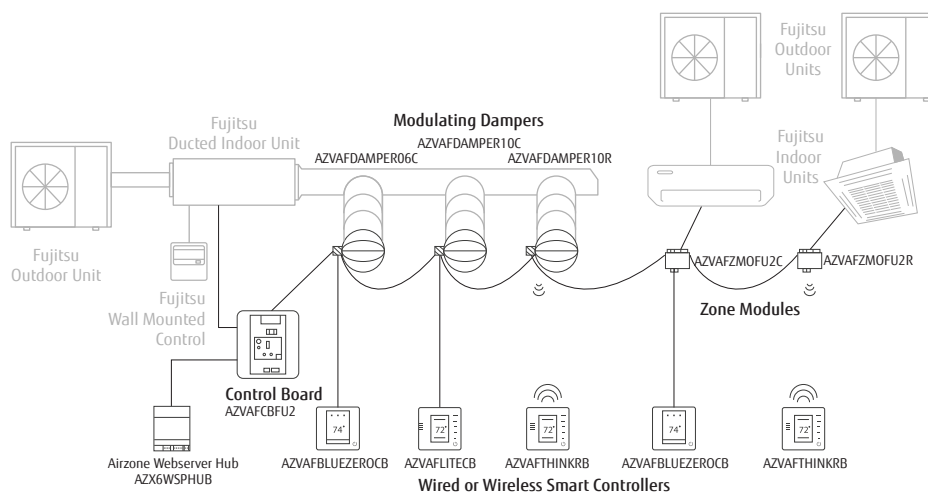 Fujitsu
Outdoor
Units
Modulating Dampers
Fujitsu
Ducted Indoor Unit
AZVAFDAMPER10C
AZVAFDAMPER06C
AZVAFDAMPER10R
Fujitsu
Indoor
Units
Fujitsu
Outdoor Unit
AZVAFZMOFU2C
AZVAFZMOFU2R
Fujitsu
Wall Mounted
Control
Zone Modules
Control Board
AZVAFCBFU2
74°
72°
72°
74°
72°
Airzone Webserver Hub
AZX6WSPHUB
AZVAFBLUEZEROCB
AZVAFLITECB
AZVAFTHINKRB
AZVAFBLUEZEROCB
AZVAFTHINKRB
Wired or Wireless Smart Controllers